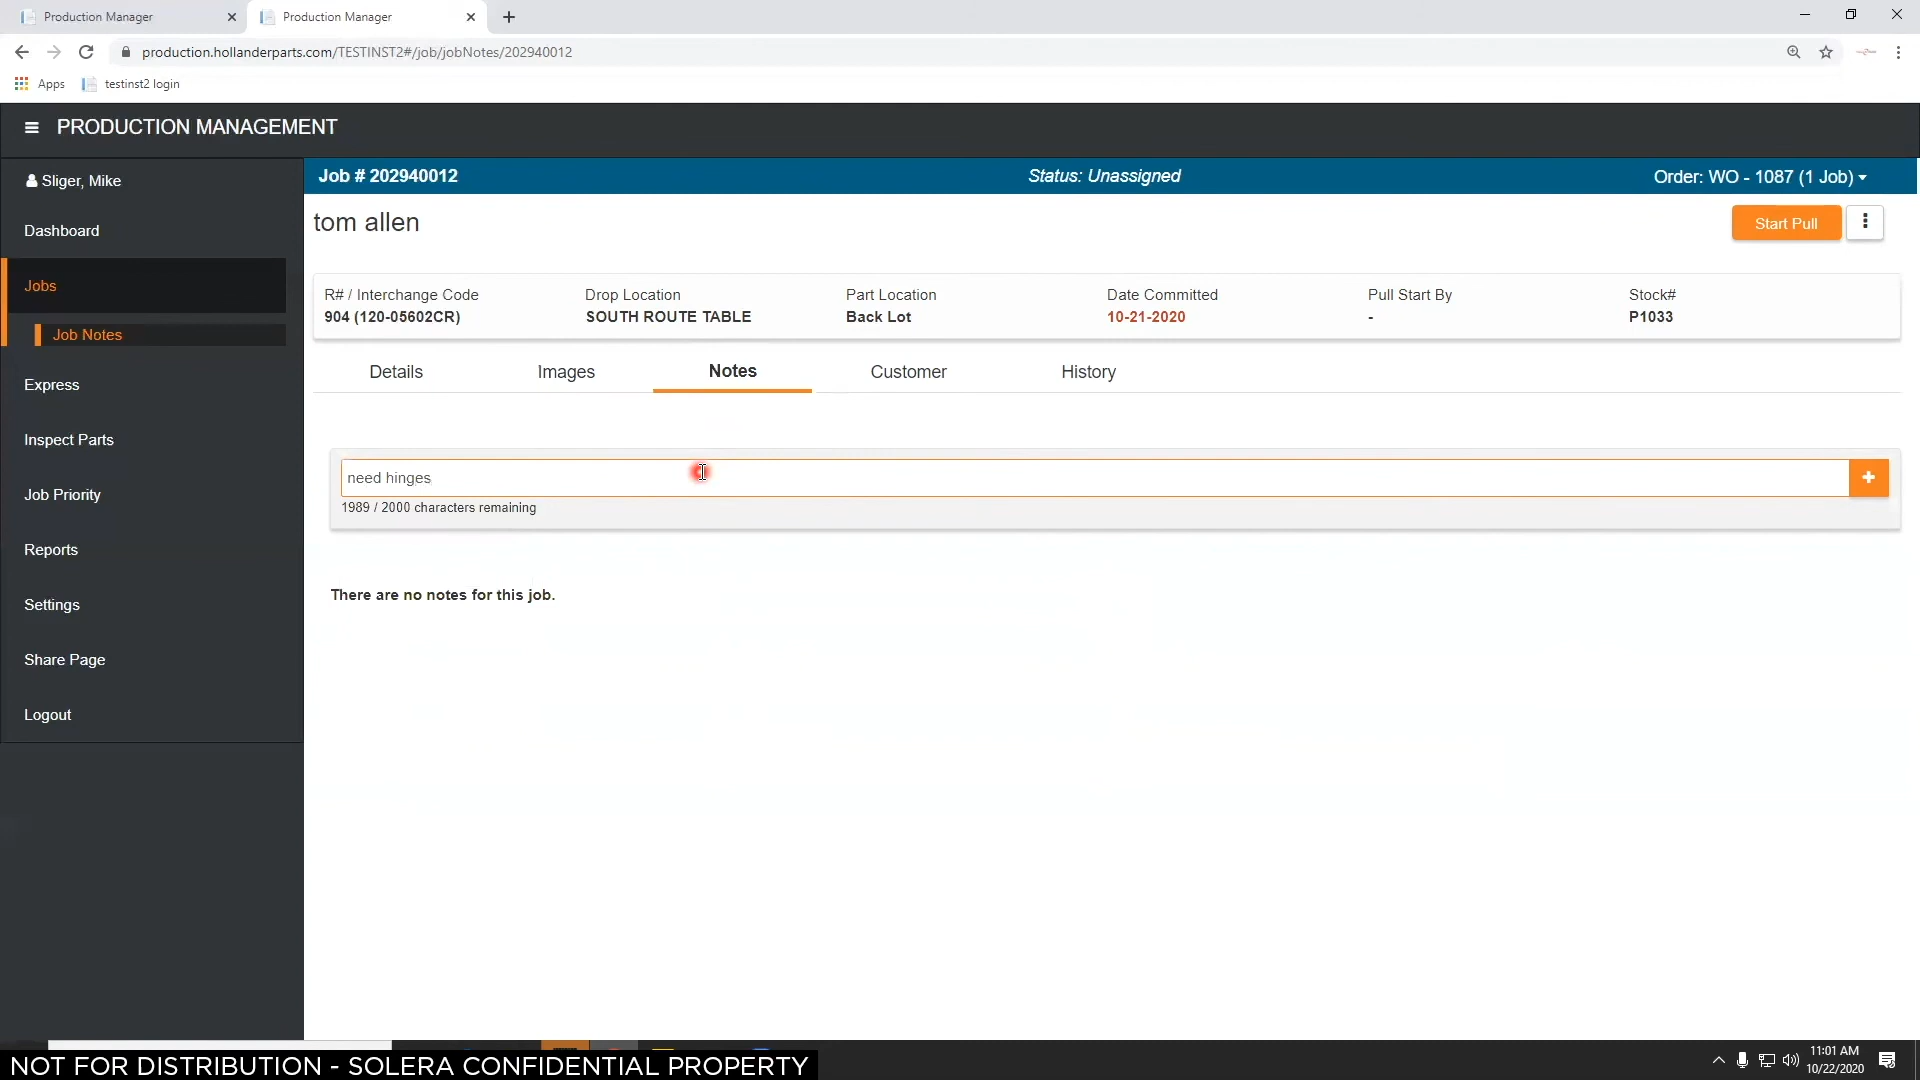 Production Manager
Production Manager
production.hollanderparts.com/TESTINST2#/job/jobNotes/202940012
Apps
testinst2 login
PRODUCTION MANAGEMENT
Sliger, Mike
Dashboard
Jobs
Job Notes
Express
Inspect Parts
Job Priority
Reports
Settings
Share Page
Logout
Job # 202940012
Status: Unassigned
Order: WO - 1087 (1 Job)
tom allen
Start Pull
R# / Interchange Code
904 (120-05602CR)
Drop Location
SOUTH ROUTE TABLE
Part Location
Back Lot
Date Committed
10-21-2020
Pull Start By
-
Stock#
P1033
Details
Images
Notes
Customer
History
need hinges
1989 / 2000 characters remaining
There are no notes for this job.
NOT FOR DISTRIBUTION - SOLERA CONFIDENTIAL PROPERTY
11:01 AM
10/22/2020